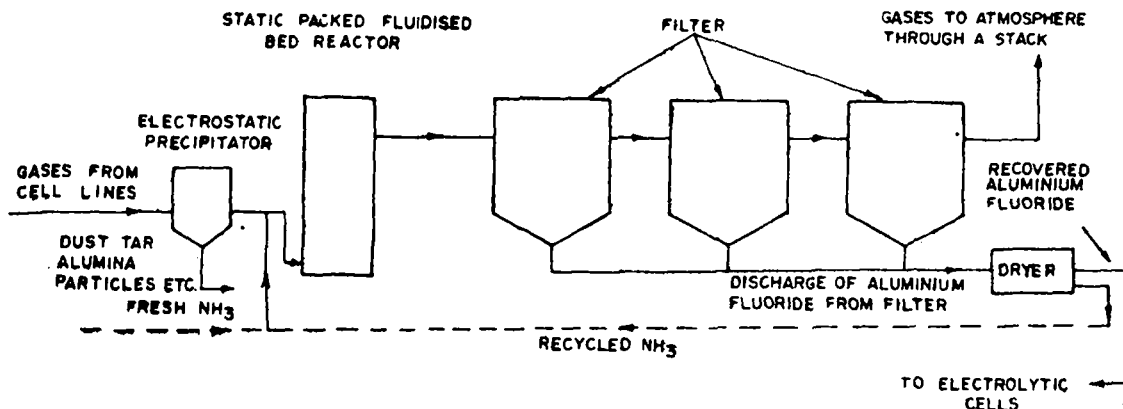 STATIC PACKED FLUIDISED
BED REACTOR
FILTER
GASES TO ATMOSPHERE
THROUGH A STACK
ELECTROSTATIC
PRECIPITATOR
GASES FROM
CELL LINES
RECOVERED
ALUMINIUM
FLUORIDE
DUST TAR
ALUMINA
PARTICLES ETC.
FRESH NH3
DRYER
DISCHARGE OF ALUMINIUM
FLUORIDE FROM FILTER
RECYCLED NH3
TO ELECTROLYTIC
CELLS